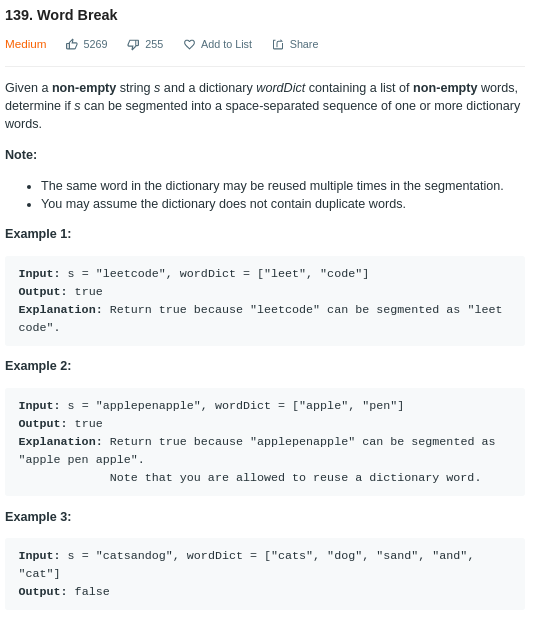 139. Word Break
Medium 5269 255 Add to List Share
Given a non-empty string s and a dictionary wordDict containing a list of non-empty words,
determine if s can be segmented into a space-separated sequence of one or more dictionary
words.
Note:
• The same word in the dictionary may be reused multiple times in the segmentation.
• You may assume the dictionary does not contain duplicate words.
Example 1:
Input: s = "leetcode", wordDict = ["leet", "code"]
Output: true
Explanation: Return true because "leetcode" can be segmented as "leet
code".
Example 2:
Input: s = "applepenapple", wordDict = ["apple", "pen"]
Output: true
Explanation: Return true because "applepenapple" can be segmented as
"apple pen apple".
Note that you are allowed to reuse a dictionary word.
Example 3:
Input: s = "catsandog", wordDict = ["cats", "dog", "sand", "and",
"cat"]
Output: false